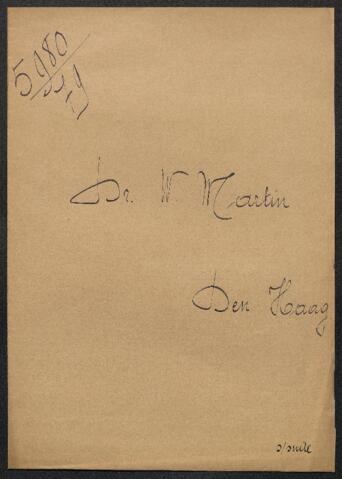 5980
Dr. W. Martin
Den Haag